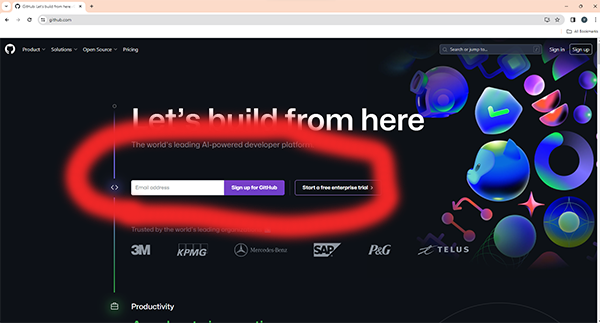 GitHub: Let's build from here
github.com
All Bookmarks
Product Solutions Open Source Pricing
Search or jump to...
Sign in Sign up
Let's build from here
The world's leading AI-powered developer platform
Email address Sign up for GitHub Start a free enterprise trial
Trusted by the world's leading
3M KPMG Mercedes-Benz SAP P&G TELUS
Productivity